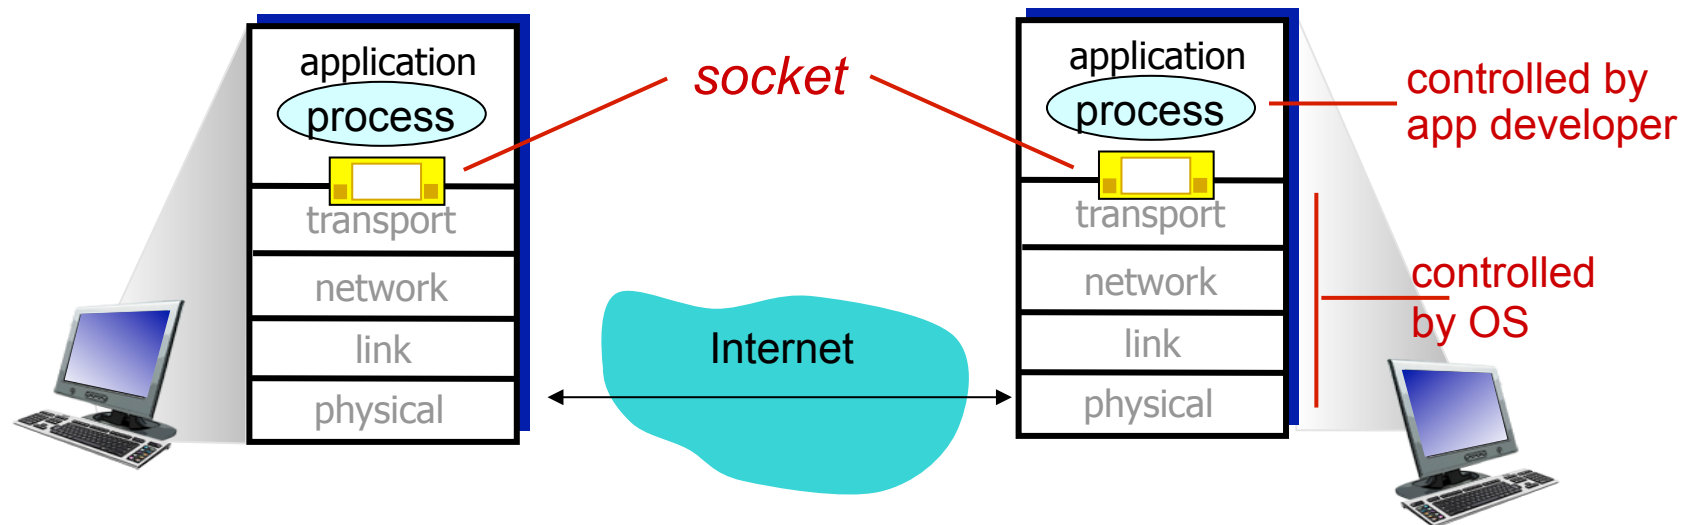 application
process
transport
network
link
physical
socket
Internet
application
process
transport
network
link
physical
controlled by
app developer
controlled
by OS